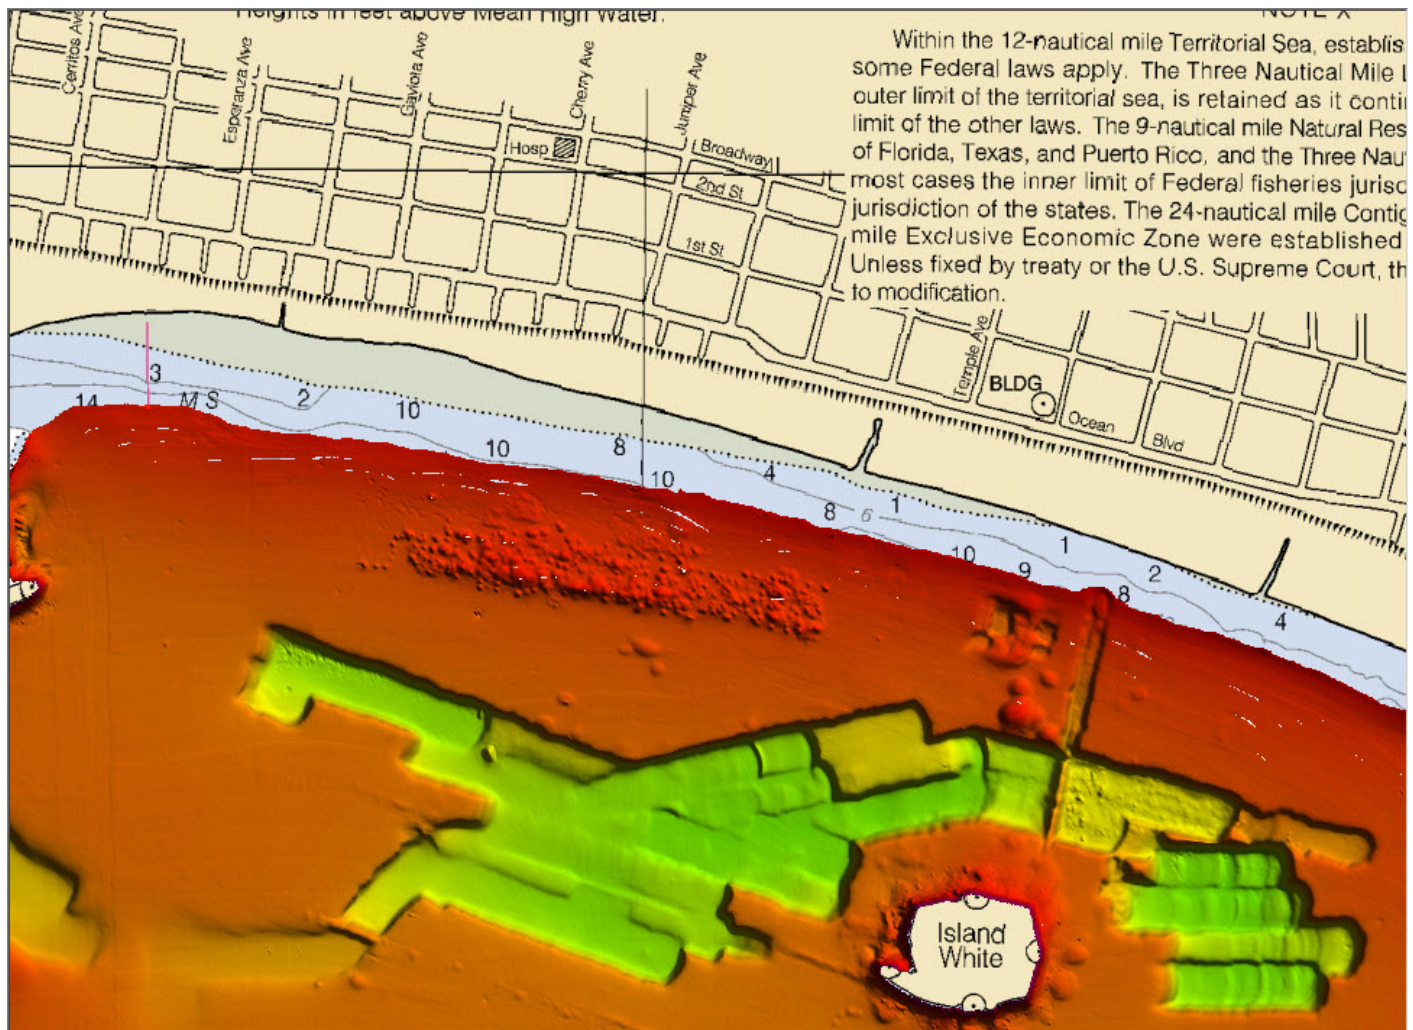 Heights in feet above Mean High Water.
NOTE X
Within the 12-nautical mile Territorial Sea, establis
some Federal laws apply. The Three Nautical Mile L
outer limit of the territorial sea, is retained as it conti
limit of the other laws. The 9-nautical mile Natural Res
of Florida, Texas, and Puerto Rico, and the Three Nau
most cases the inner limit of Federal fisheries jurisd
jurisdiction of the states. The 24-nautical mile Contig
mile Exclusive Economic Zone were established
Unless fixed by treaty or the U.S. Supreme Court, th
to modification.
Cerritos Ave
Esperanza Ave
Gaviota Ave
Cherry Ave
Juniper Ave
Hosp
Broadway
2nd St
1st St
Temple Ave
BLDG
Ocean
Blvd
3
14
M S
2
10
10
8
10
4
8
6
1
10
9
1
8
2
4
Island
White